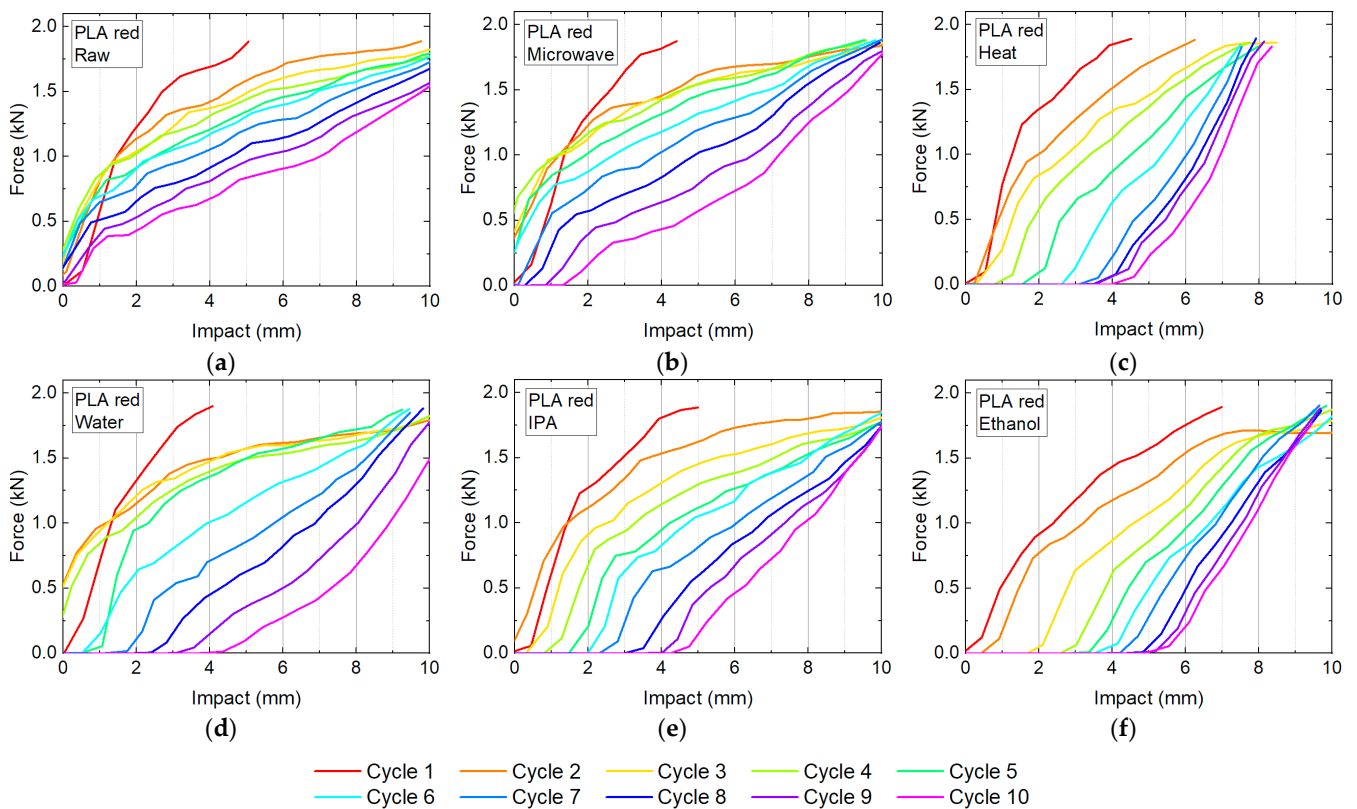 PLA red
Raw
Force (kN)
2.0
1.5
1.0
0.5
0.0
0 2 4 6 8 10
Impact (mm)
(a)
PLA red
Microwave
Force (kN)
2.0
1.5
1.0
0.5
0.0
0 2 4 6 8 10
Impact (mm)
(b)
PLA red
Heat
Force (kN)
2.0
1.5
1.0
0.5
0.0
0 2 4 6 8 10
Impact (mm)
(c)
PLA red
Water
Force (kN)
2.0
1.5
1.0
0.5
0.0
0 2 4 6 8 10
Impact (mm)
(d)
PLA red
IPA
Force (kN)
2.0
1.5
1.0
0.5
0.0
0 2 4 6 8 10
Impact (mm)
(e)
PLA red
Ethanol
Force (kN)
2.0
1.5
1.0
0.5
0.0
0 2 4 6 8 10
Impact (mm)
(f)
Cycle 1 Cycle 2 Cycle 3 Cycle 4 Cycle 5
Cycle 6 Cycle 7 Cycle 8 Cycle 9 Cycle 10